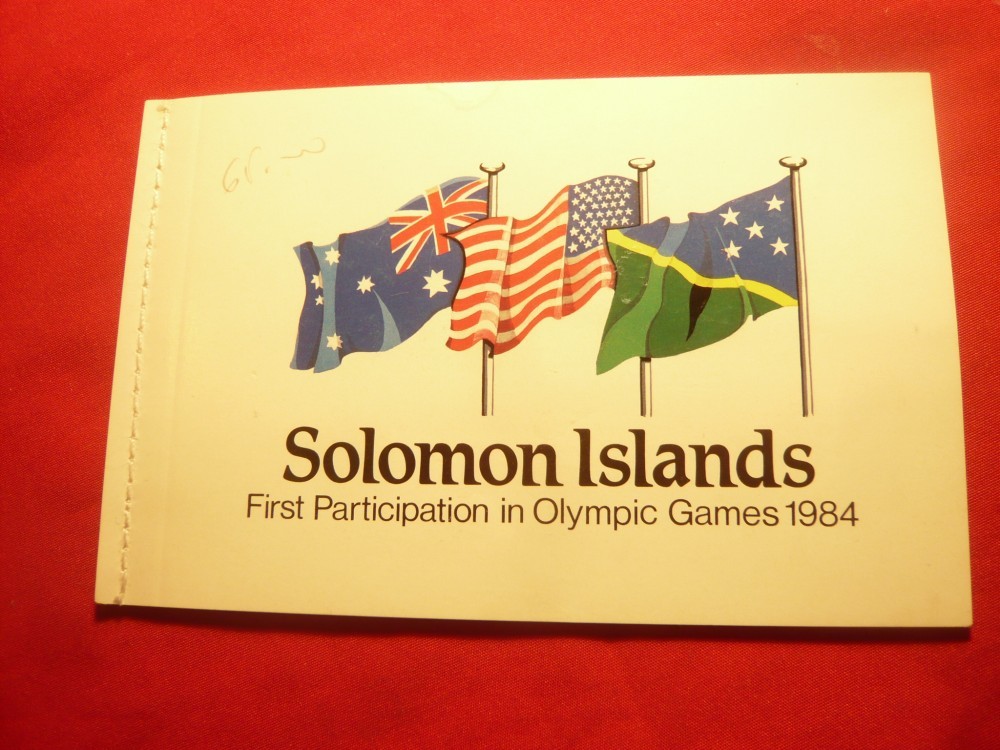 Solomon Islands
First Participation in Olympic Games 1984